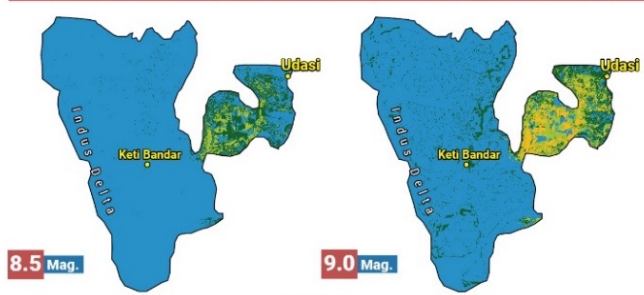 Udasi
Indus Delta
Keti Bandar
8.5 Mag.
Udasi
Indus Delta
Keti Bandar
9.0 Mag.